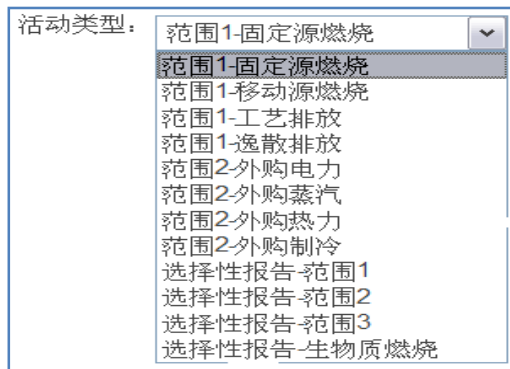 活动类型：
范围1-固定源燃烧
范围1-固定源燃烧
范围1-移动源燃烧
范围1-工艺排放
范围1-逸散排放
范围2-外购电力
范围2-外购蒸汽
范围2-外购热力
范围2-外购制冷
选择性报告-范围1
选择性报告-范围2
选择性报告-范围3
选择性报告-生物质燃烧